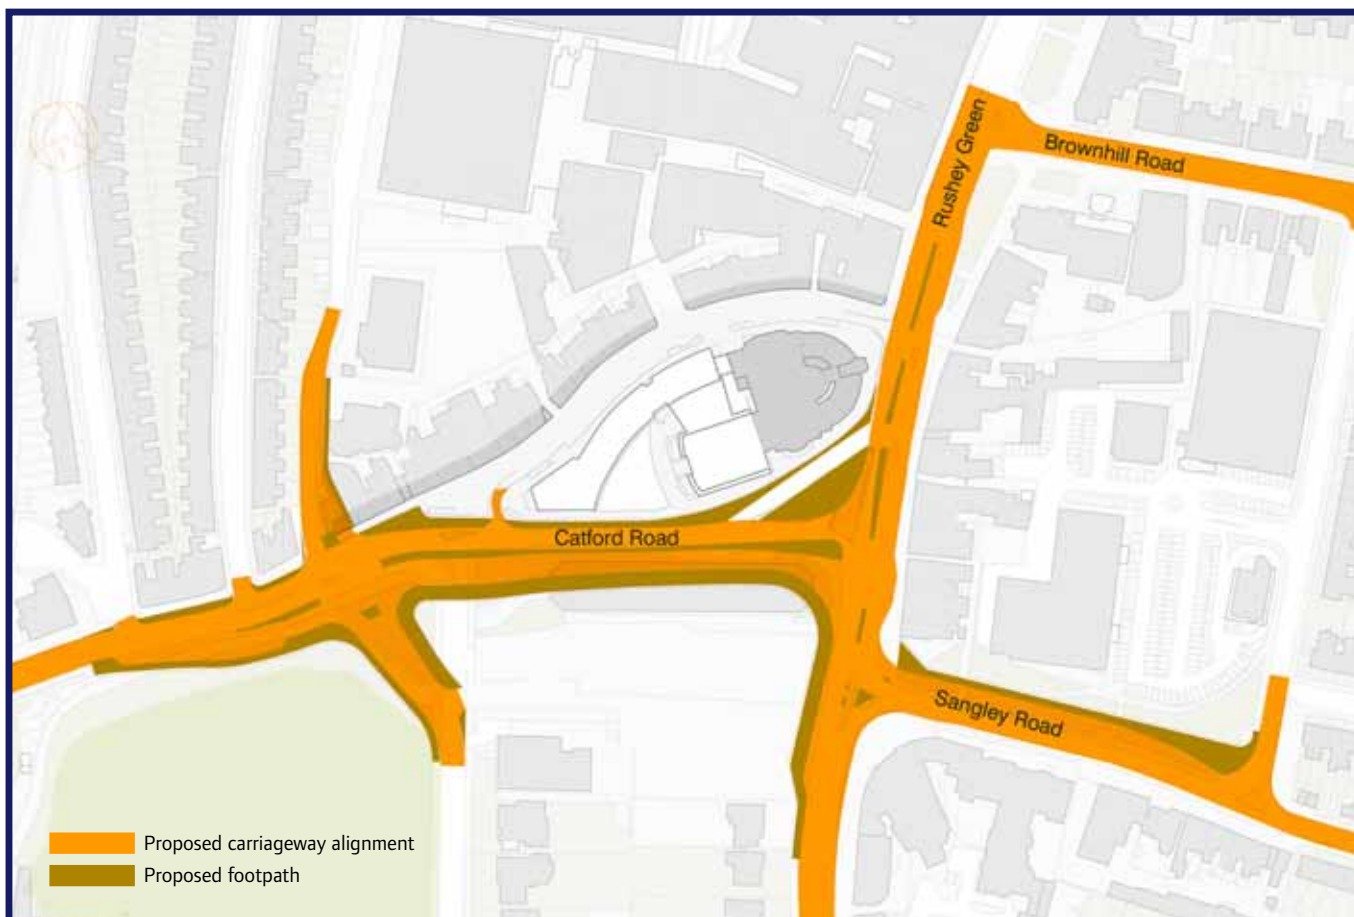 Rushey Green
Brownhill Road
Catford Road
Sangley Road
Proposed carriageway alignment
Proposed footpath